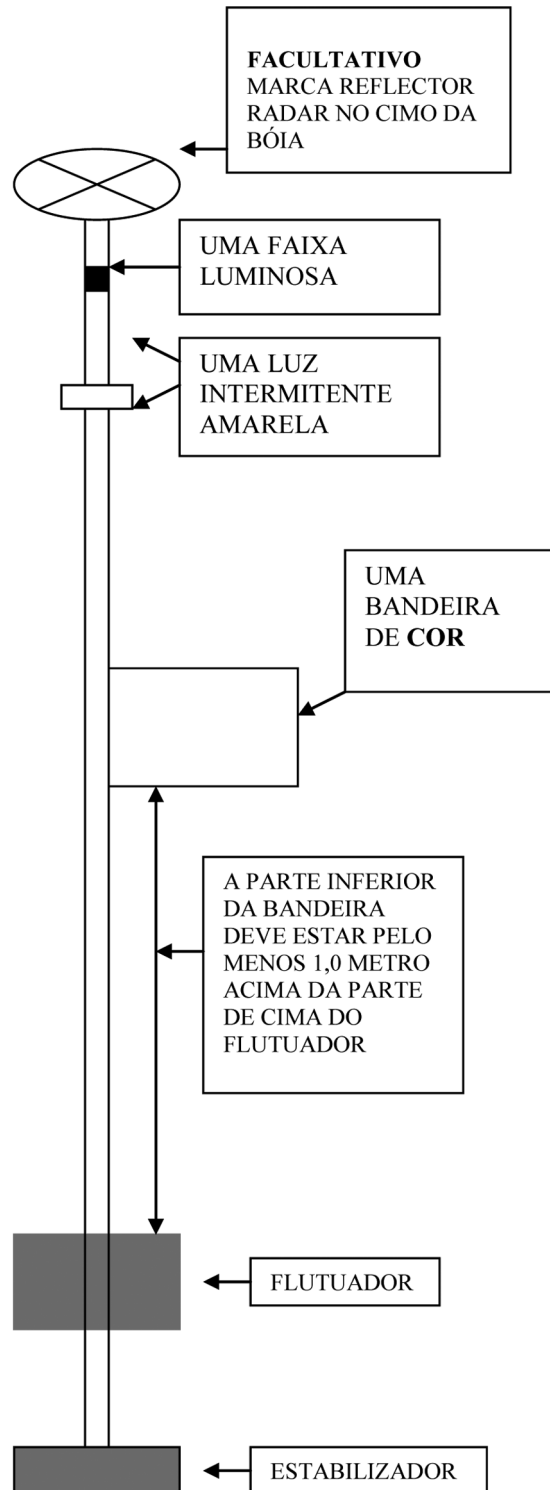 FACULTATIVO
MARCA REFLECTOR
RADAR NO CIMO DA
BÓIA
UMA FAIXA
LUMINOSA
UMA LUZ
INTERMITENTE
AMARELA
UMA
BANDEIRA
DE COR
A PARTE INFERIOR
DA BANDEIRA
DEVE ESTAR PELO
MENOS 1,0 METRO
ACIMA DA PARTE
DE CIMA DO
FLUTUADOR
FLUTUADOR
ESTABILIZADOR